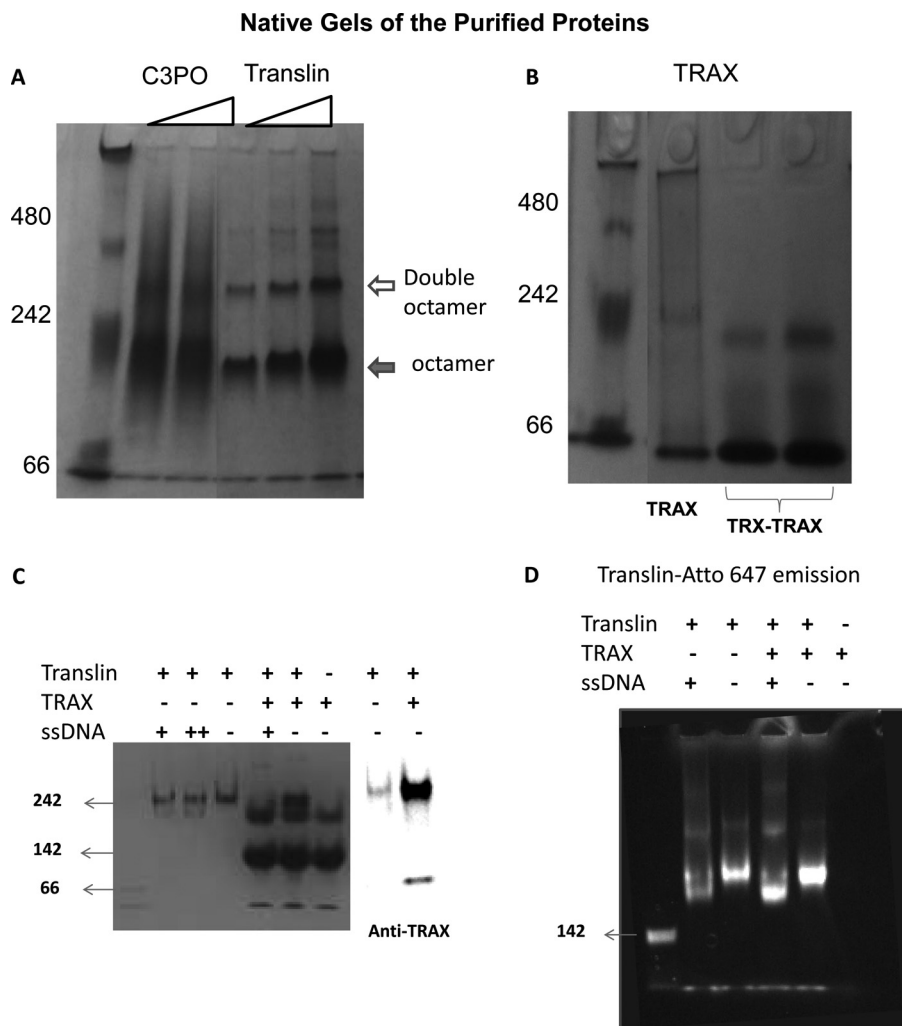 Native Gels of the Purified Proteins
A
C3PO
Translin
480
242
66
Double
octamer
octamer
B
TRAX
480
242
66
TRAX
TRX-TRAX
C
Translin + + + + + - + +
TRAX - - - + + + - +
ssDNA + ++ - + - - - -
242
142
66
Anti-TRAX
D
Translin-Atto 647 emission
Translin + + + + -
TRAX - - + + +
ssDNA + - + - -
142